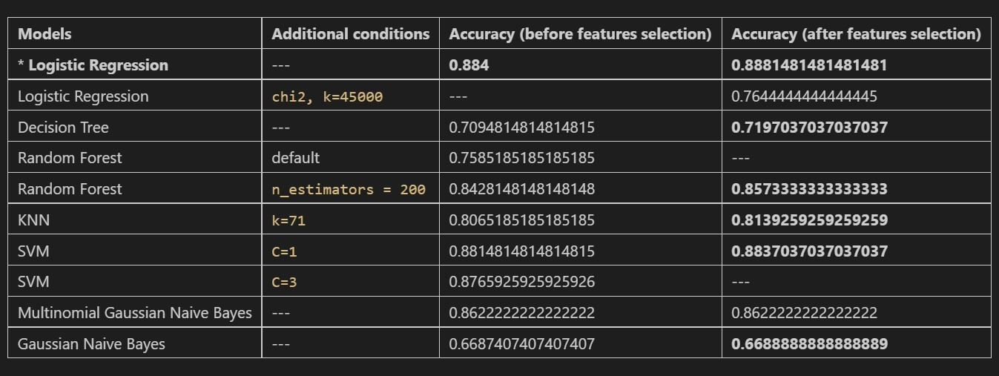 Models Additional conditions Accuracy (before features selection) Accuracy (after features selection)
* Logistic Regression --- 0.884 0.8881481481481481
Logistic Regression chi2, k=45000 --- 0.7644444444444445
Decision Tree --- 0.7094814814814815 0.7197037037037037
Random Forest default 0.7585185185185185 ---
Random Forest n_estimators = 200 0.8428148148148148 0.8573333333333333
KNN k=71 0.8065185185185185 0.8139259259259259
SVM C=1 0.8814814814814815 0.8837037037037037
SVM C=3 0.8765925925925926 ---
Multinomial Gaussian Naive Bayes --- 0.8622222222222222 0.8622222222222222
Gaussian Naive Bayes --- 0.6687407407407407 0.6688888888888889